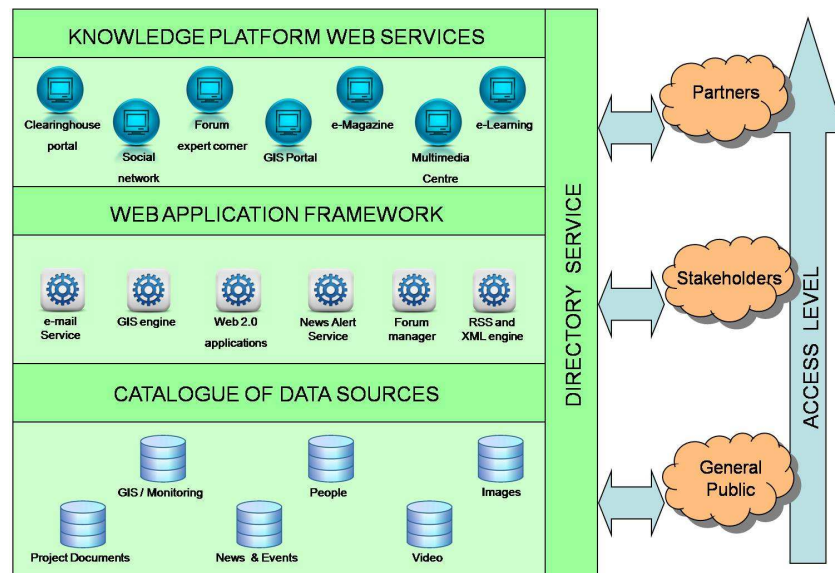 KNOWLEDGE PLATFORM WEB SERVICES
Clearinghouse
portal
Social
network
Forum
expert corner
GIS Portal
e-Magazine
Multimedia
Centre
e-Learning
WEB APPLICATION FRAMEWORK
e-mail
Service
GIS engine
Web 2.0
applications
News Alert
Service
Forum
manager
RSS and
XML engine
CATALOGUE OF DATA SOURCES
GIS / Monitoring
People
Images
Project Documents
News & Events
Video
DIRECTORY SERVICE
Partners
Stakeholders
General
Public
ACCESS LEVEL